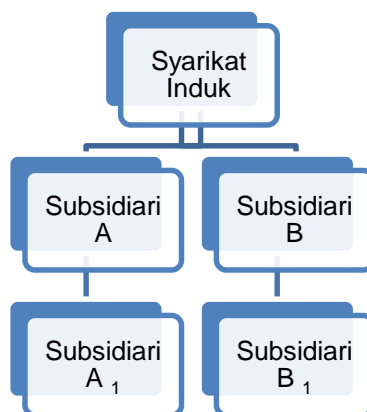 Syarikat
Induk
Subsidiari
A
Subsidiari
B
Subsidiari
A 1
Subsidiari
B 1